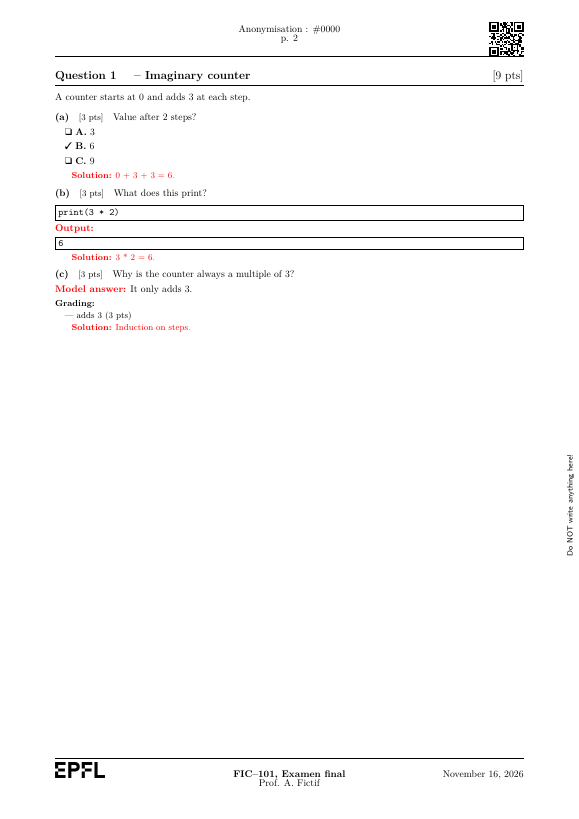 Anonymisation : #0000
p. 2
Question 1 – Imaginary counter [9 pts]
A counter starts at 0 and adds 3 at each step.
(a) [3 pts] Value after 2 steps?
❑ A. 3
✓ B. 6
❑ C. 9
Solution: 0 + 3 + 3 = 6.
(b) [3 pts] What does this print?
print(3 * 2)
Output:
6
Solution: 3 * 2 = 6.
(c) [3 pts] Why is the counter always a multiple of 3?
Model answer: It only adds 3.
Grading:
— adds 3 (3 pts)
Solution: Induction on steps.
Do NOT write anything here!
EPFL
FIC–101, Examen final
November 16, 2026
Prof. A. Fictif